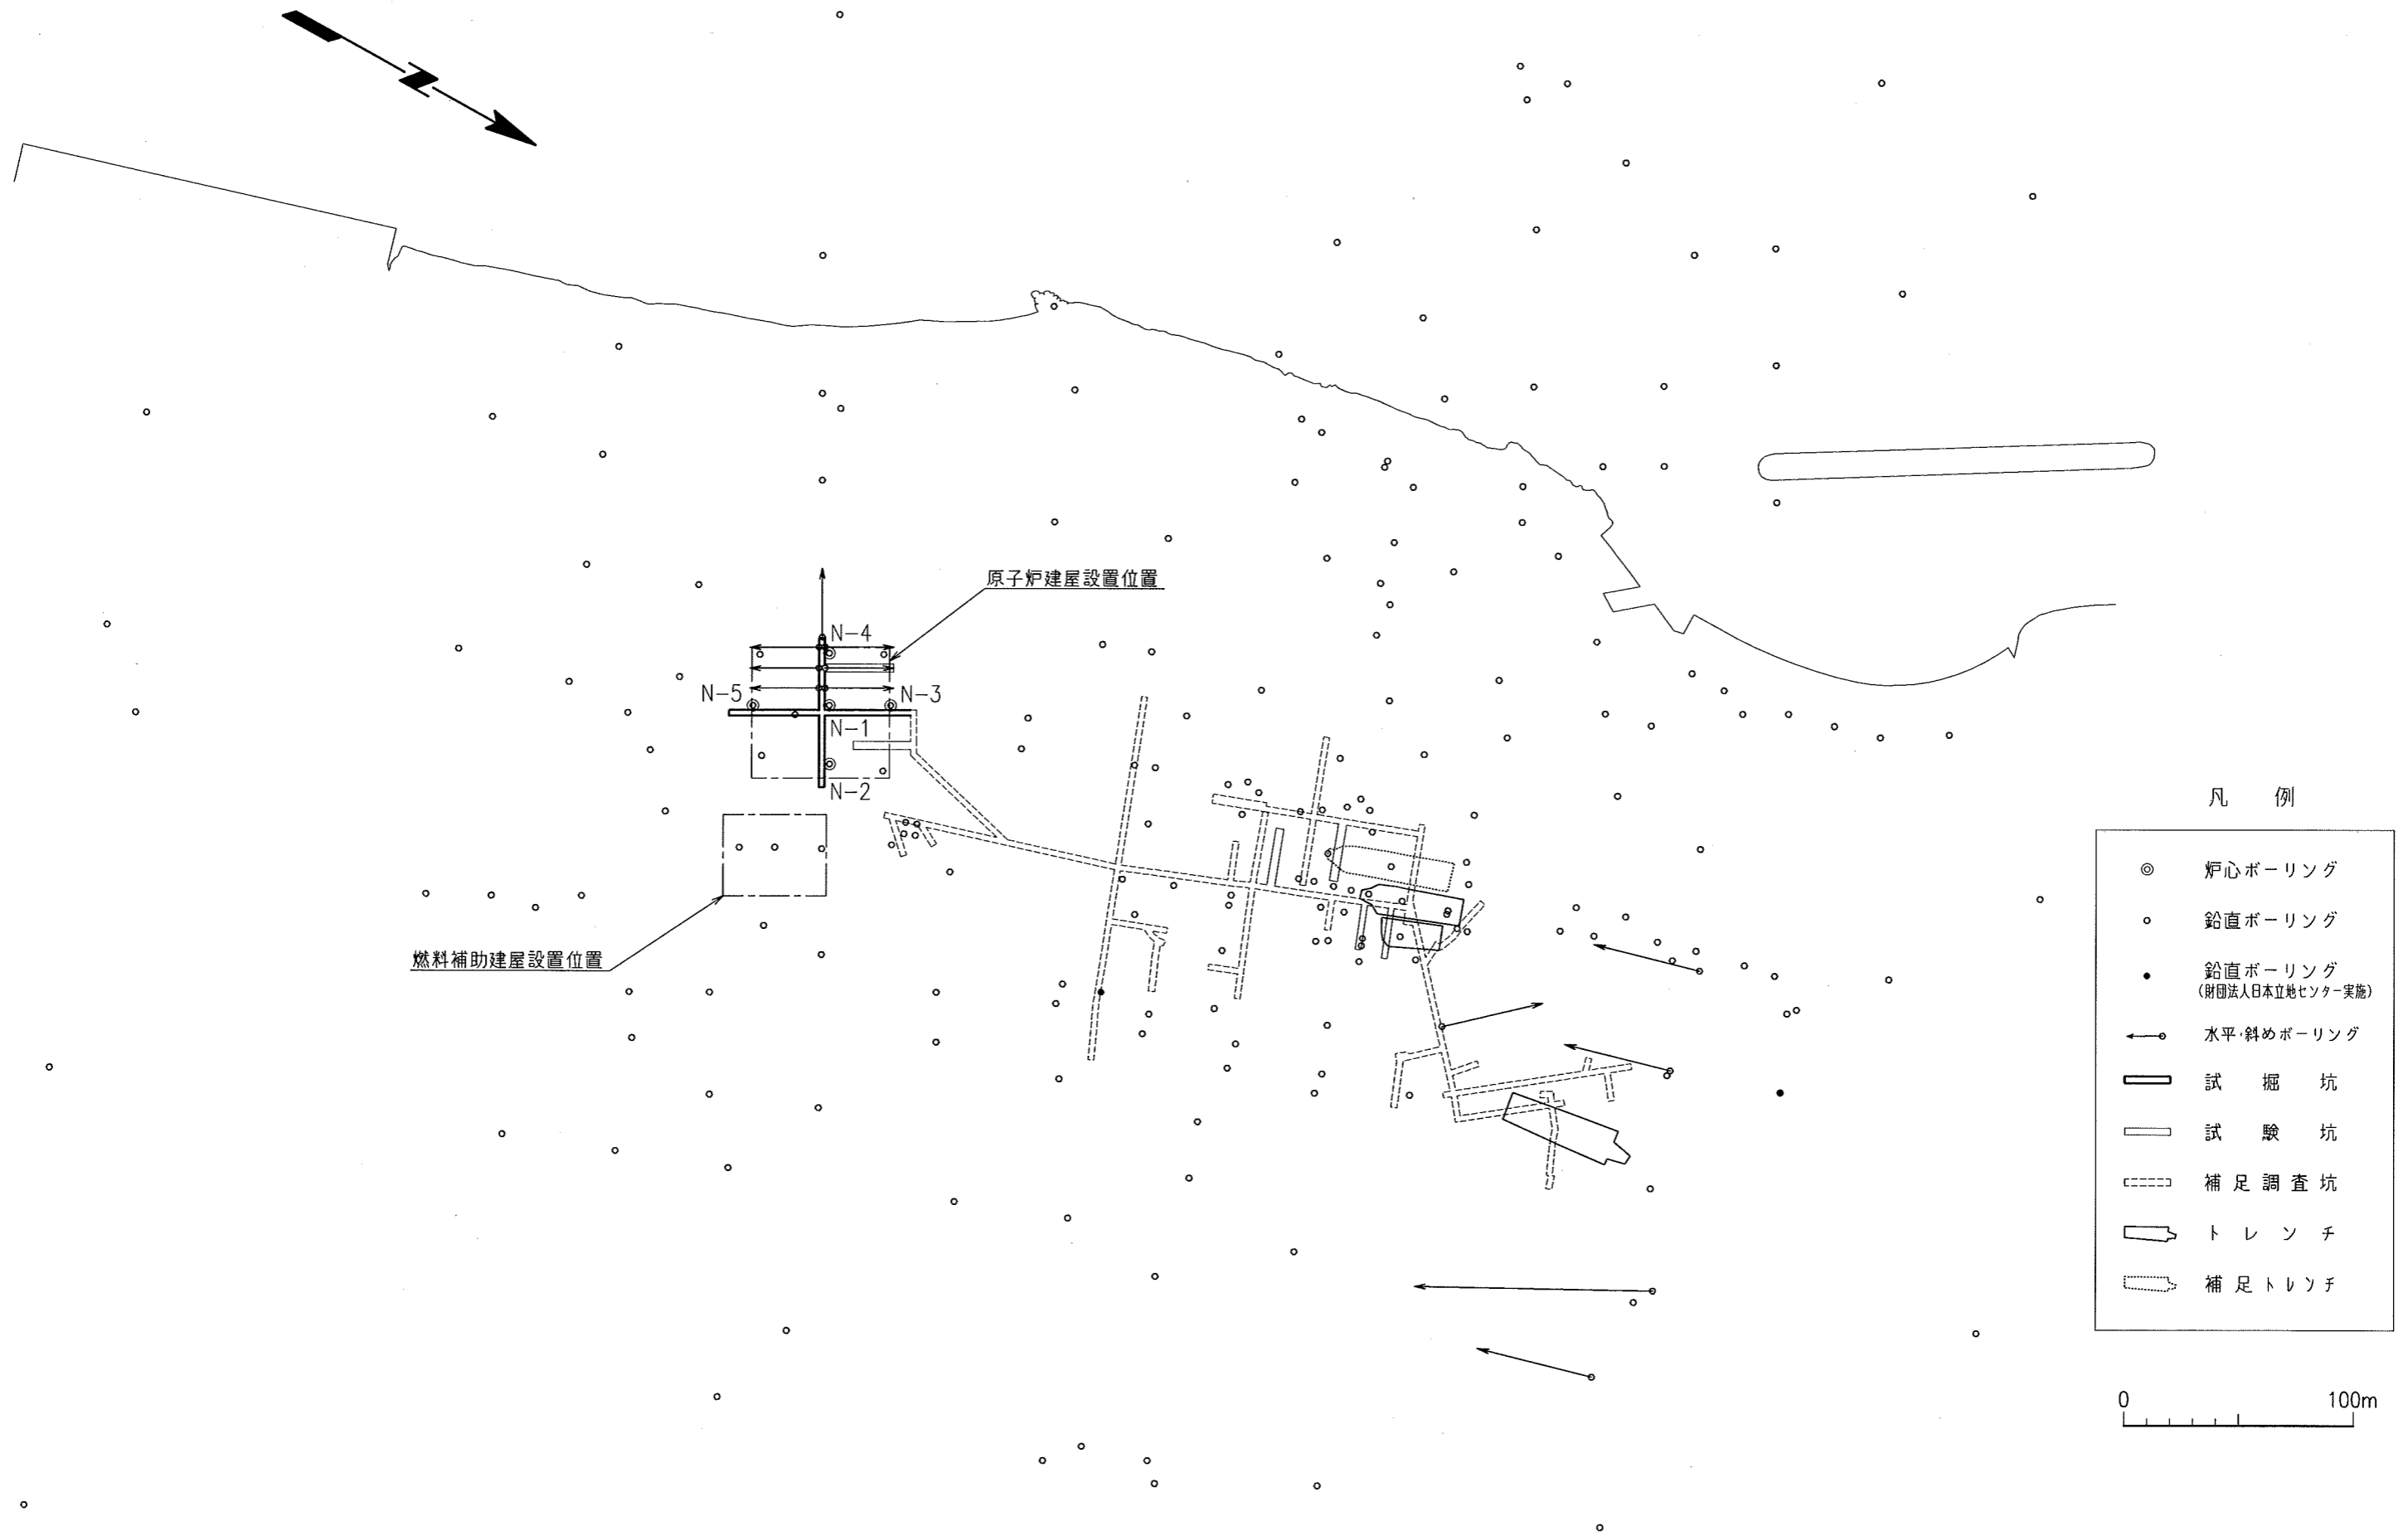 N
原子炉建屋設置位置
N-4
N-5
N-3
N-1
N-2
燃料補助建屋設置位置
凡 例
炉心ボーリング
鉛直ボーリング
鉛直ボーリング
(財団法人日本立地センター実施)
水平・斜めボーリング
試掘坑
試験坑
補足調査坑
トレンチ
補足トレンチ
0 100m